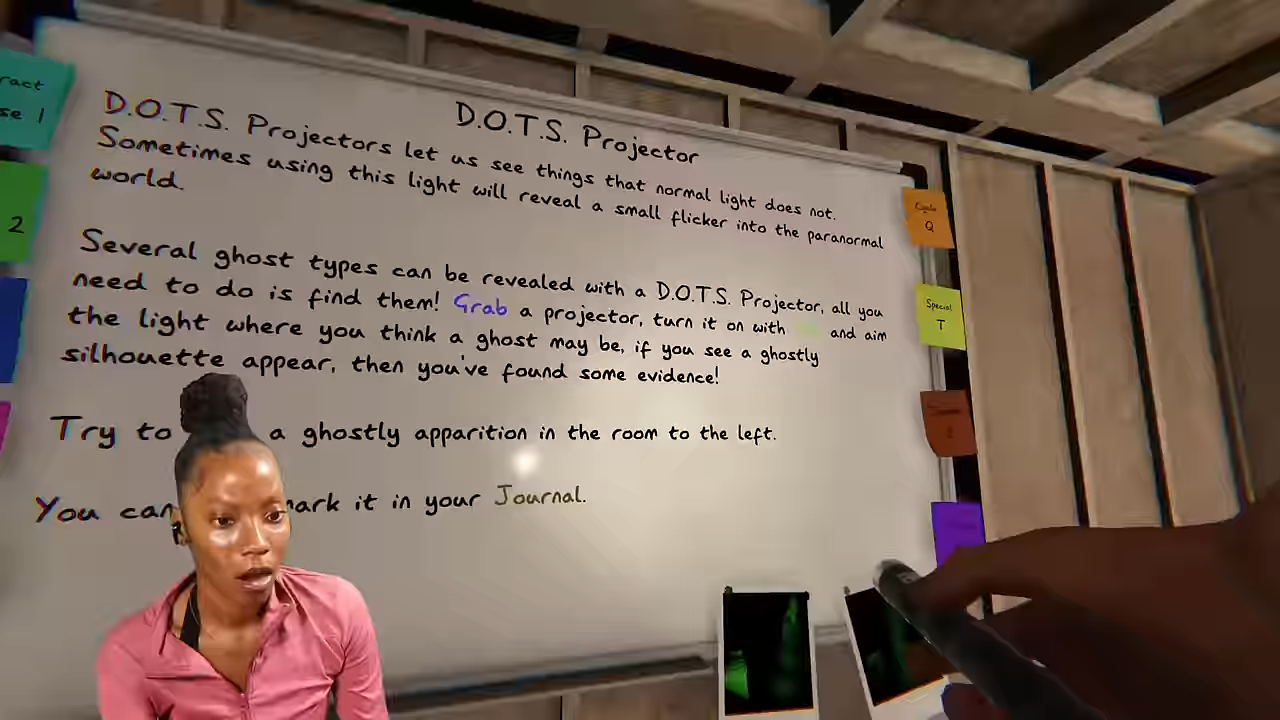 D.O.T.S. Projector
D.O.T.S. Projectors let us see things that normal light does not.
Sometimes using this light will reveal a small flicker into the paranormal
world.
Several ghost types can be revealed with a D.O.T.S. Projector, all you
need to do is find them! Grab a projector, turn it on with and aim
the light where you think a ghost may be, if you see a ghostly
silhouette appear, then you've found some evidence!
Try to a ghostly apparition in the room to the left.
You can mark it in your Journal.
2
Q
Special
T